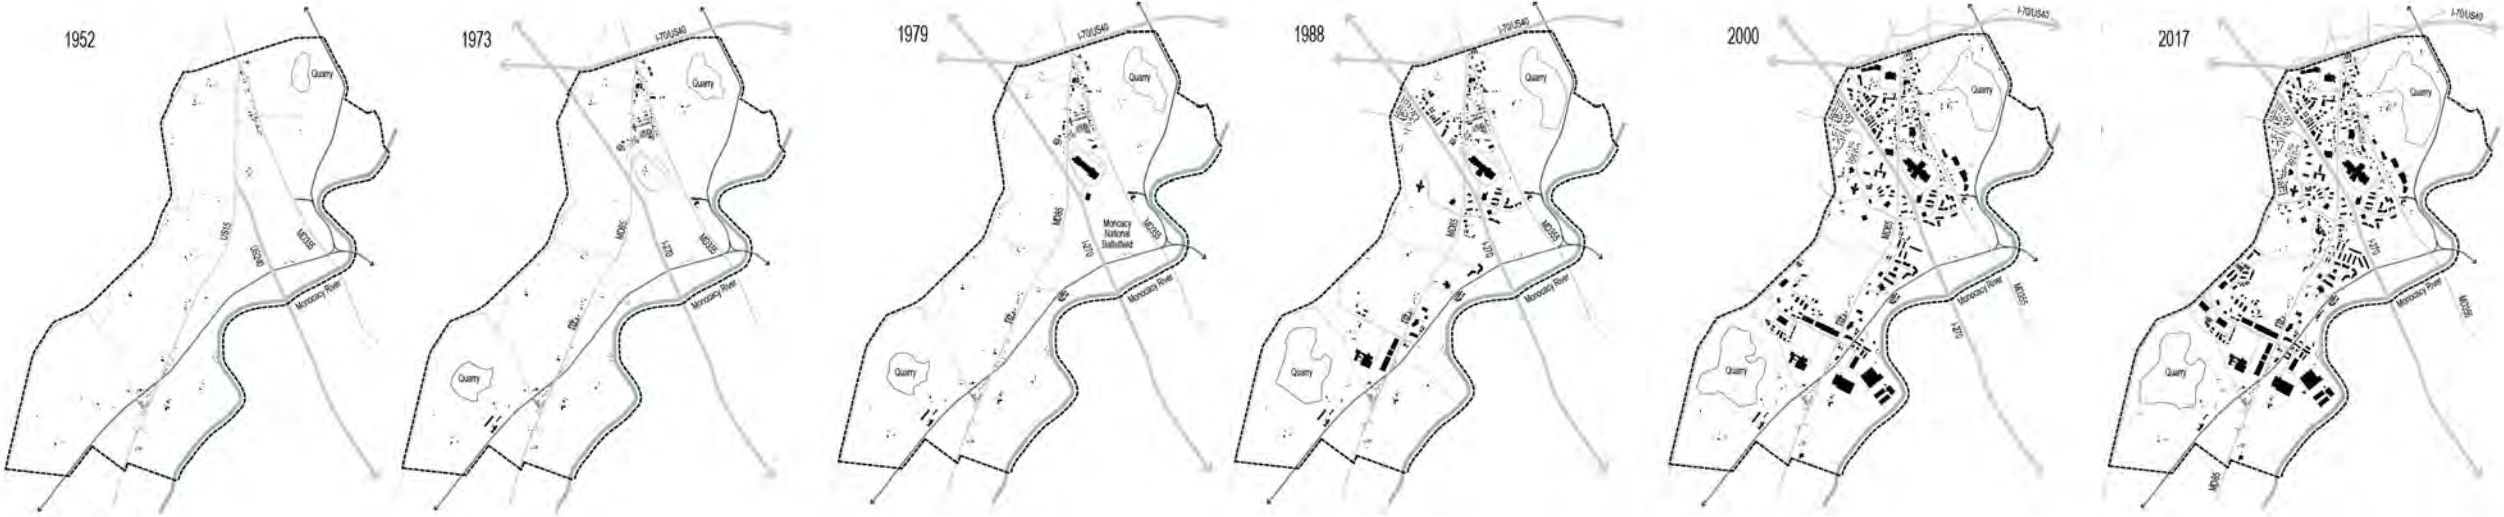 1952
Quarry
US15
US240
MD355
Monocacy River
1973
I-70/US40
Quarry
MD85
I-270
MD355
Monocacy River
Quarry
1979
I-70/US40
Quarry
MD85
I-270
Moncacy
National
Battlefield
MD355
Monocacy River
Quarry
1988
I-70/US40
Quarry
MD85
I-270
MD355
Monocacy River
Quarry
2000
I-70/US40
Quarry
MD85
I-270
MD355
Monocacy River
Quarry
2017
I-70/US40
Quarry
I-270
MD355
Monocacy River
Quarry
MD85